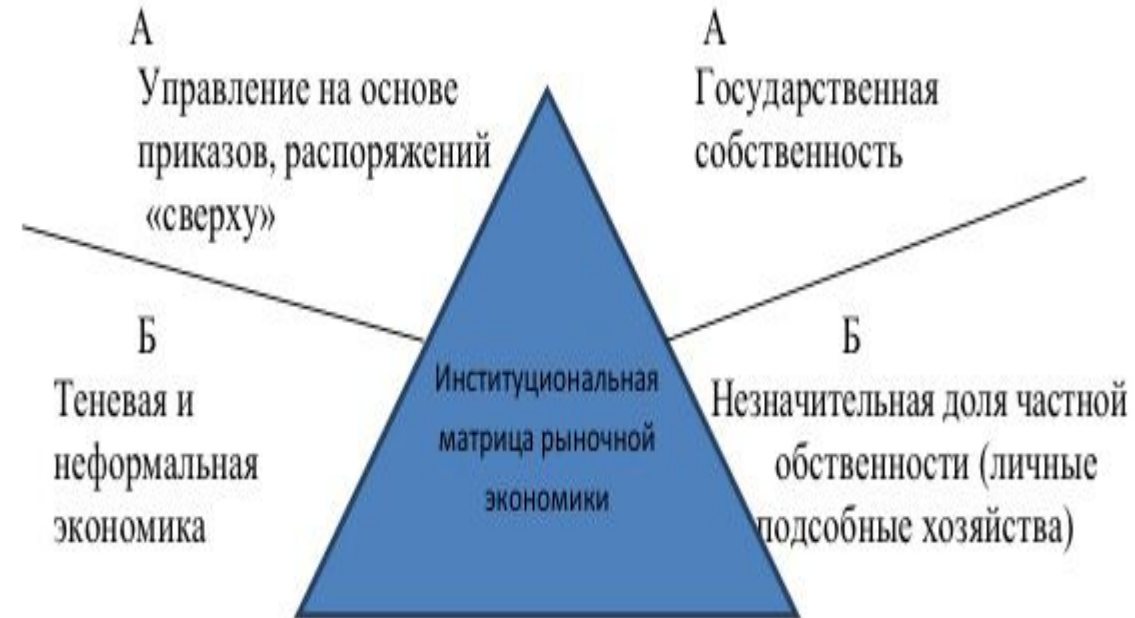 А
Управление на основе
приказов, распоряжений
«сверху»
А
Государственная
собственность
Б
Теневая и
неформальная
экономика
Институциональная
матрица рыночной
экономики
Б
Незначительная доля частной
обственности (личные
подсобные хозяйства)